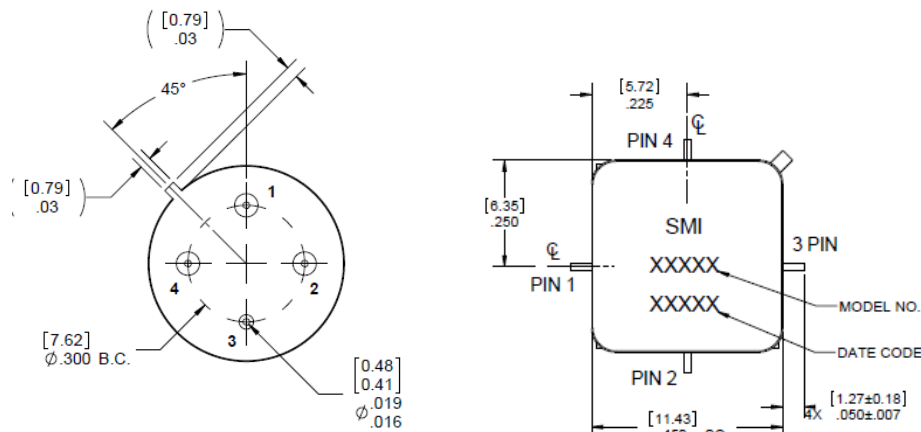 [0.79]
.03
45°
[0.79]
.03
1
2
3
4
[7.62]
Ø.300 B.C.
[0.48]
[0.41]
Ø.019
.016
[5.72]
.225
℄
PIN 4
[6.35]
.250
℄
PIN 1
SMI
XXXXX
XXXXX
3 PIN
MODEL NO.
DATE CODE
PIN 2
[1.27±0.18]
4X .050±.007
[11.43]